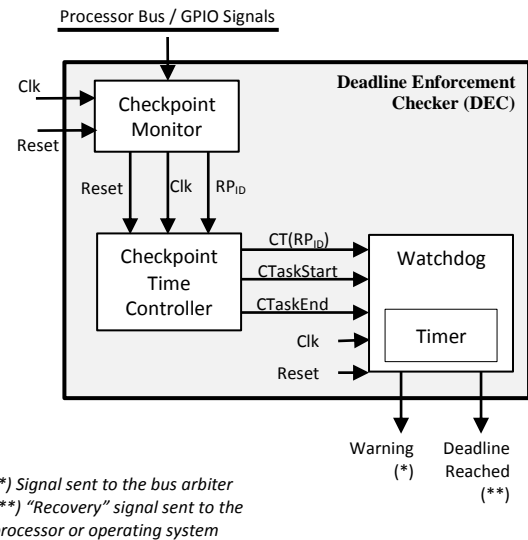 Processor Bus / GPIO Signals
Deadline Enforcement
Checker (DEC)
Clk
Reset
Checkpoint
Monitor
Reset
Clk
RP_ID
Checkpoint
Time
Controller
CT(RP_ID)
CTaskStart
CTaskEnd
Clk
Reset
Watchdog
Timer
Warning
(*)
Deadline
Reached
(**)
*) Signal sent to the bus arbiter
**) “Recovery” signal sent to the
processor or operating system